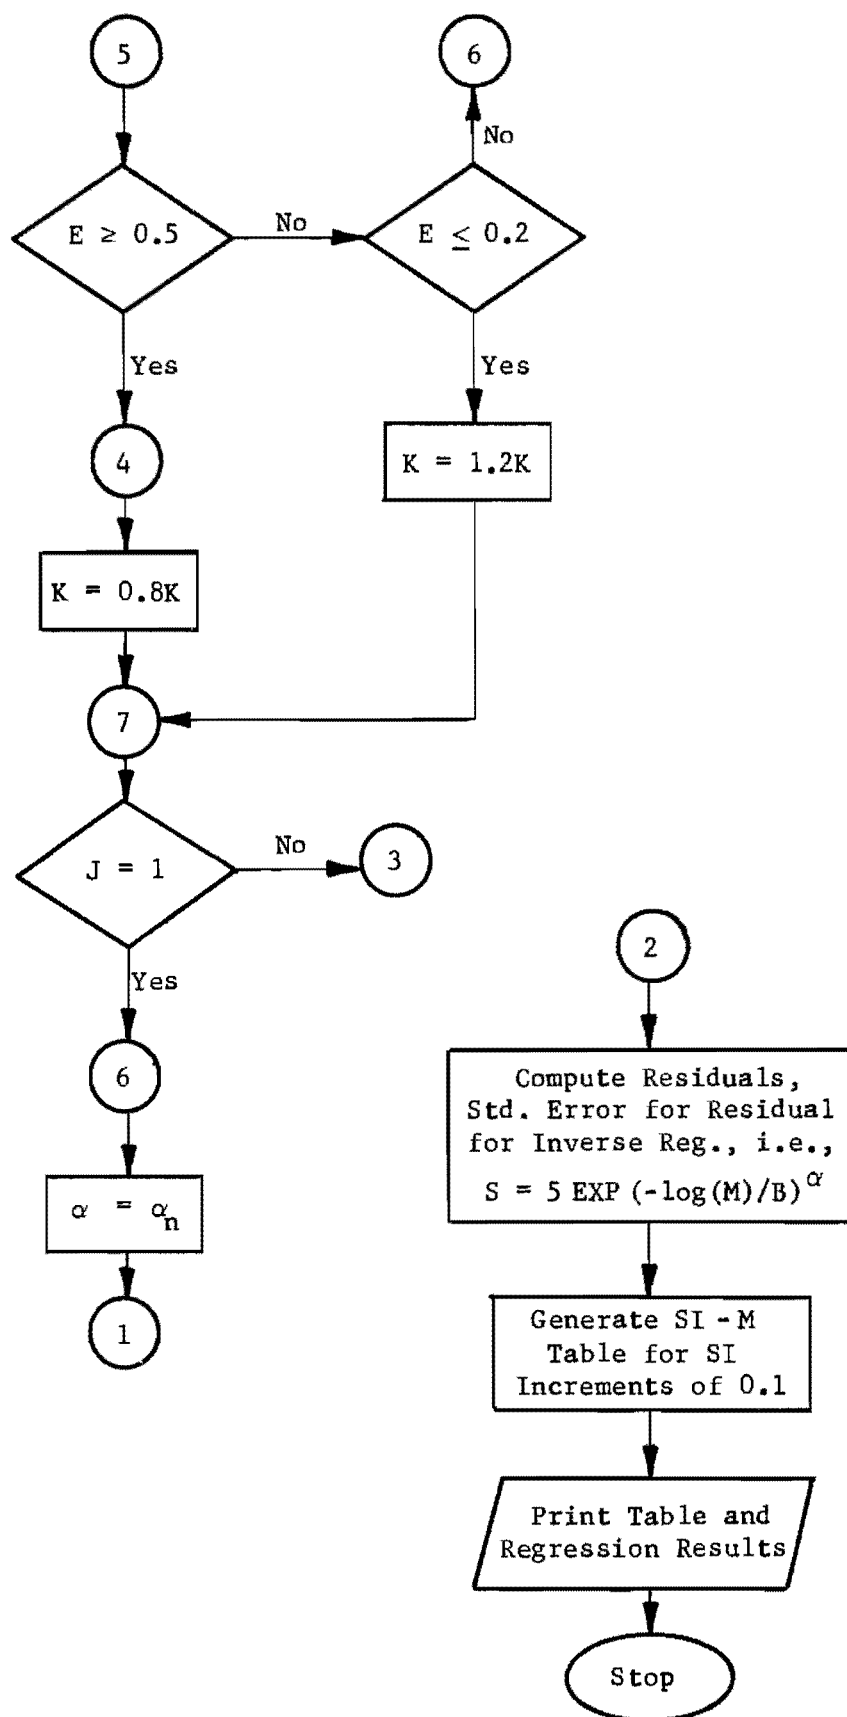 5
6
No
E ≥ 0.5
No
E ≤ 0.2
Yes
Yes
4
K = 1.2K
K = 0.8K
7
J = 1
No
3
2
Yes
6
Compute Residuals,
Std. Error for Residual
for Inverse Reg., i.e.,
S = 5 EXP (-log(M)/B)^α
α = αn
1
Generate SI - M
Table for SI
Increments of 0.1
Print Table and
Regression Results
Stop